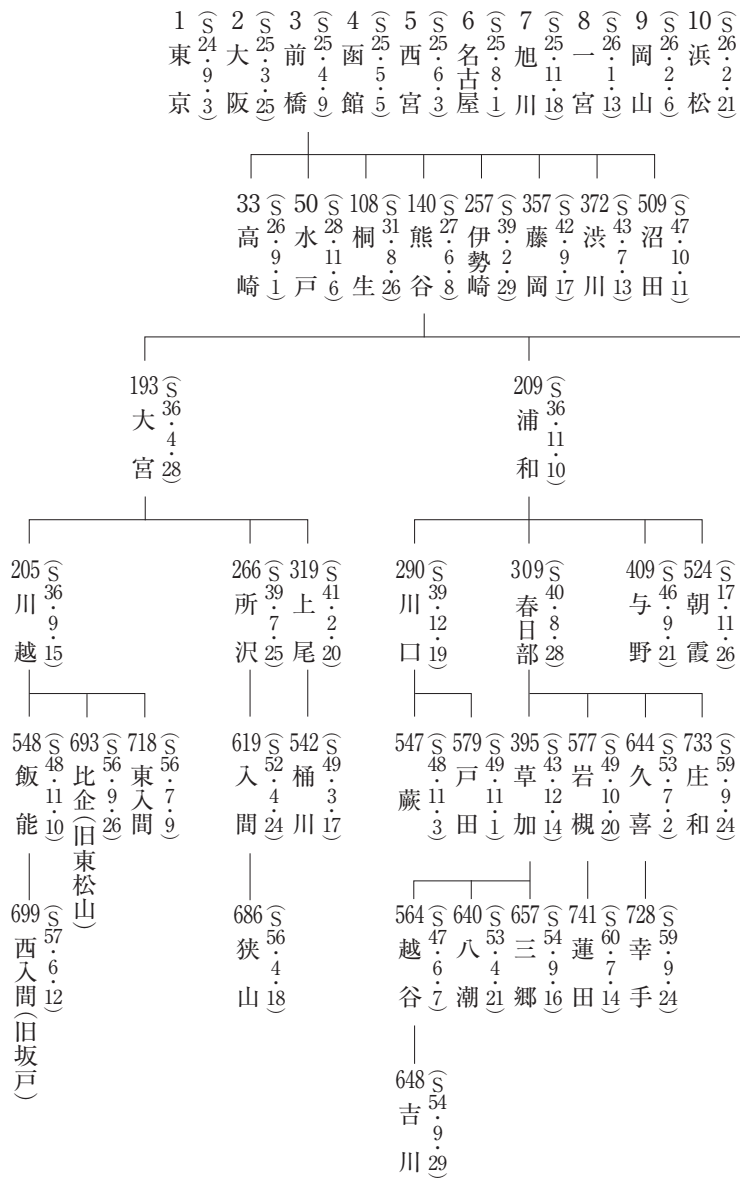 1 東京 (S24・9・3)
2 大阪 (S25・3・25)
3 前橋 (S25・4・9)
4 函館 (S25・5・5)
5 西宮 (S25・6・3)
6 名古屋 (S25・8・1)
7 旭川 (S25・11・18)
8 一宮 (S26・1・13)
9 岡山 (S26・2・6)
10 浜松 (S26・2・21)
33 高崎 (S26・9・1)
50 水戸 (S28・11・6)
108 桐生 (S31・8・26)
140 熊谷 (S27・6・8)
257 伊勢崎 (S39・2・29)
357 藤岡 (S42・9・17)
372 渋川 (S43・7・13)
509 沼田 (S47・10・11)
193 大宮 (S36・4・28)
209 浦和 (S36・11・10)
205 川越 (S36・9・15)
266 所沢 (S39・7・25)
319 上尾 (S41・2・20)
290 川口 (S39・12・19)
309 春日部 (S40・8・28)
409 与野 (S46・9・21)
524 朝霞 (S17・11・26)
548 飯能 (S48・11・10)
693 比企(旧東松山) (S56・9・26)
718 東入間 (S56・7・9)
619 入間 (S52・4・24)
542 桶川 (S49・3・17)
547 蕨 (S48・11・3)
579 戸田 (S49・11・1)
395 草加 (S43・12・14)
577 岩槻 (S49・10・20)
644 久喜 (S53・7・2)
733 庄和 (S59・9・24)
699 西入間(旧坂戸) (S57・6・12)
686 狭山 (S56・4・18)
564 越谷 (S47・6・7)
640 八潮 (S53・4・21)
657 三郷 (S54・9・16)
741 蓮田 (S60・7・14)
728 幸手 (S59・9・24)
648 吉川 (S54・9・29)